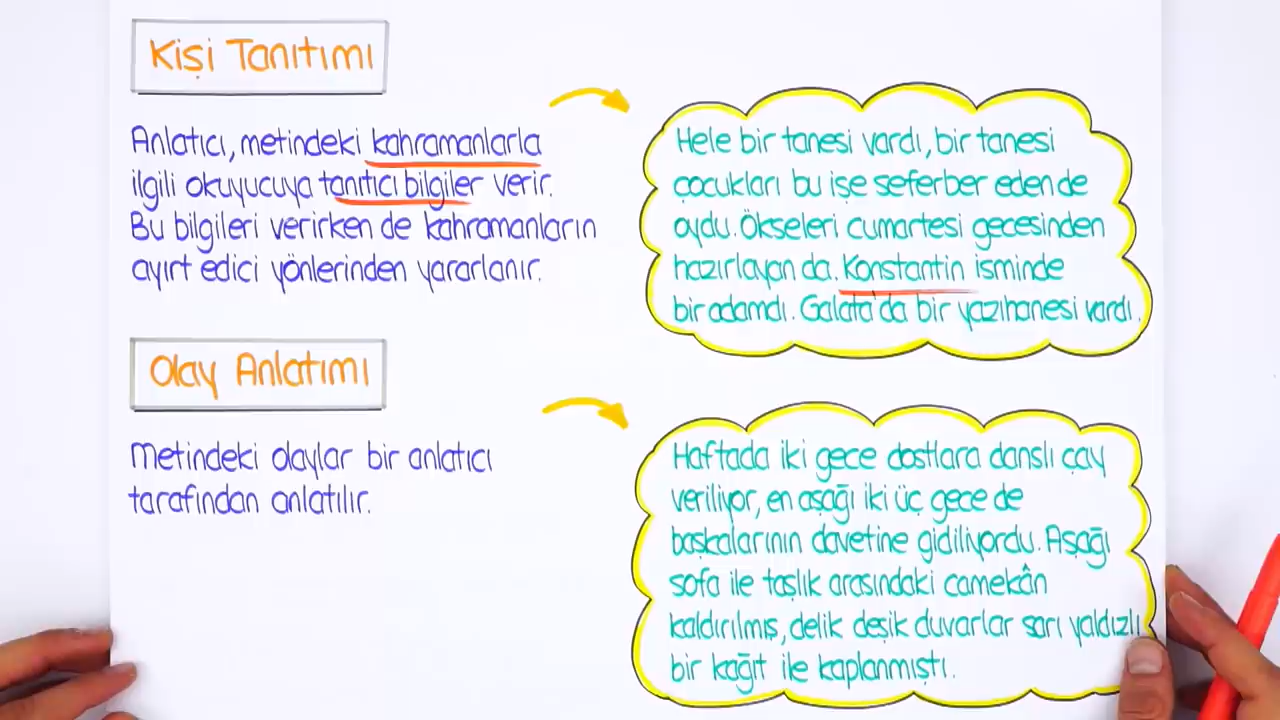 Kişi Tanıtımı
Anlatıcı, metindeki kahramanlarla
ilgili okuyucuya tanıtıcı bilgiler verir.
Bu bilgileri verirken de kahramanların
ayırt edici yönlerinden yararlanır.
Hele bir tanesi vardı, bir tanesi
çocukları bu işe seferber eden de
oydu. Ökseleri cumartesi gecesinden
hazırlayan da. Konstantin isminde
bir adamdı. Galata'da bir yazıhanesi vardı.
Olay Anlatımı
Metindeki olaylar bir anlatıcı
tarafından anlatılır.
Haftada iki gece dostlara danslı çay
veriliyor, en aşağı iki üç gece de
başkalarının davetine gidiliyordu. Aşağı
sofa ile taşlık arasındaki camekân
kaldırılmış, delik deşik duvarlar sarı yaldızlı
bir kağıt ile kaplanmıştı.